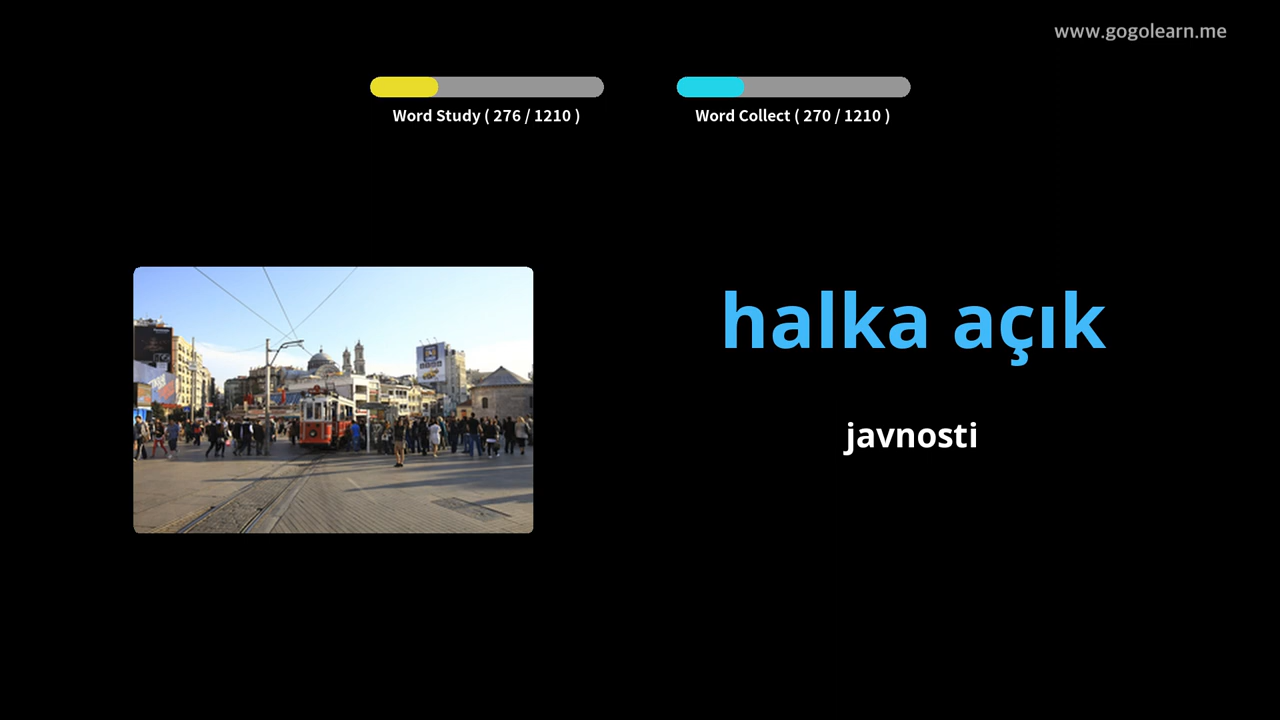 www.gogolearn.me
Word Study ( 276 / 1210 )
Word Collect ( 270 / 1210 )
halka açık
javnosti